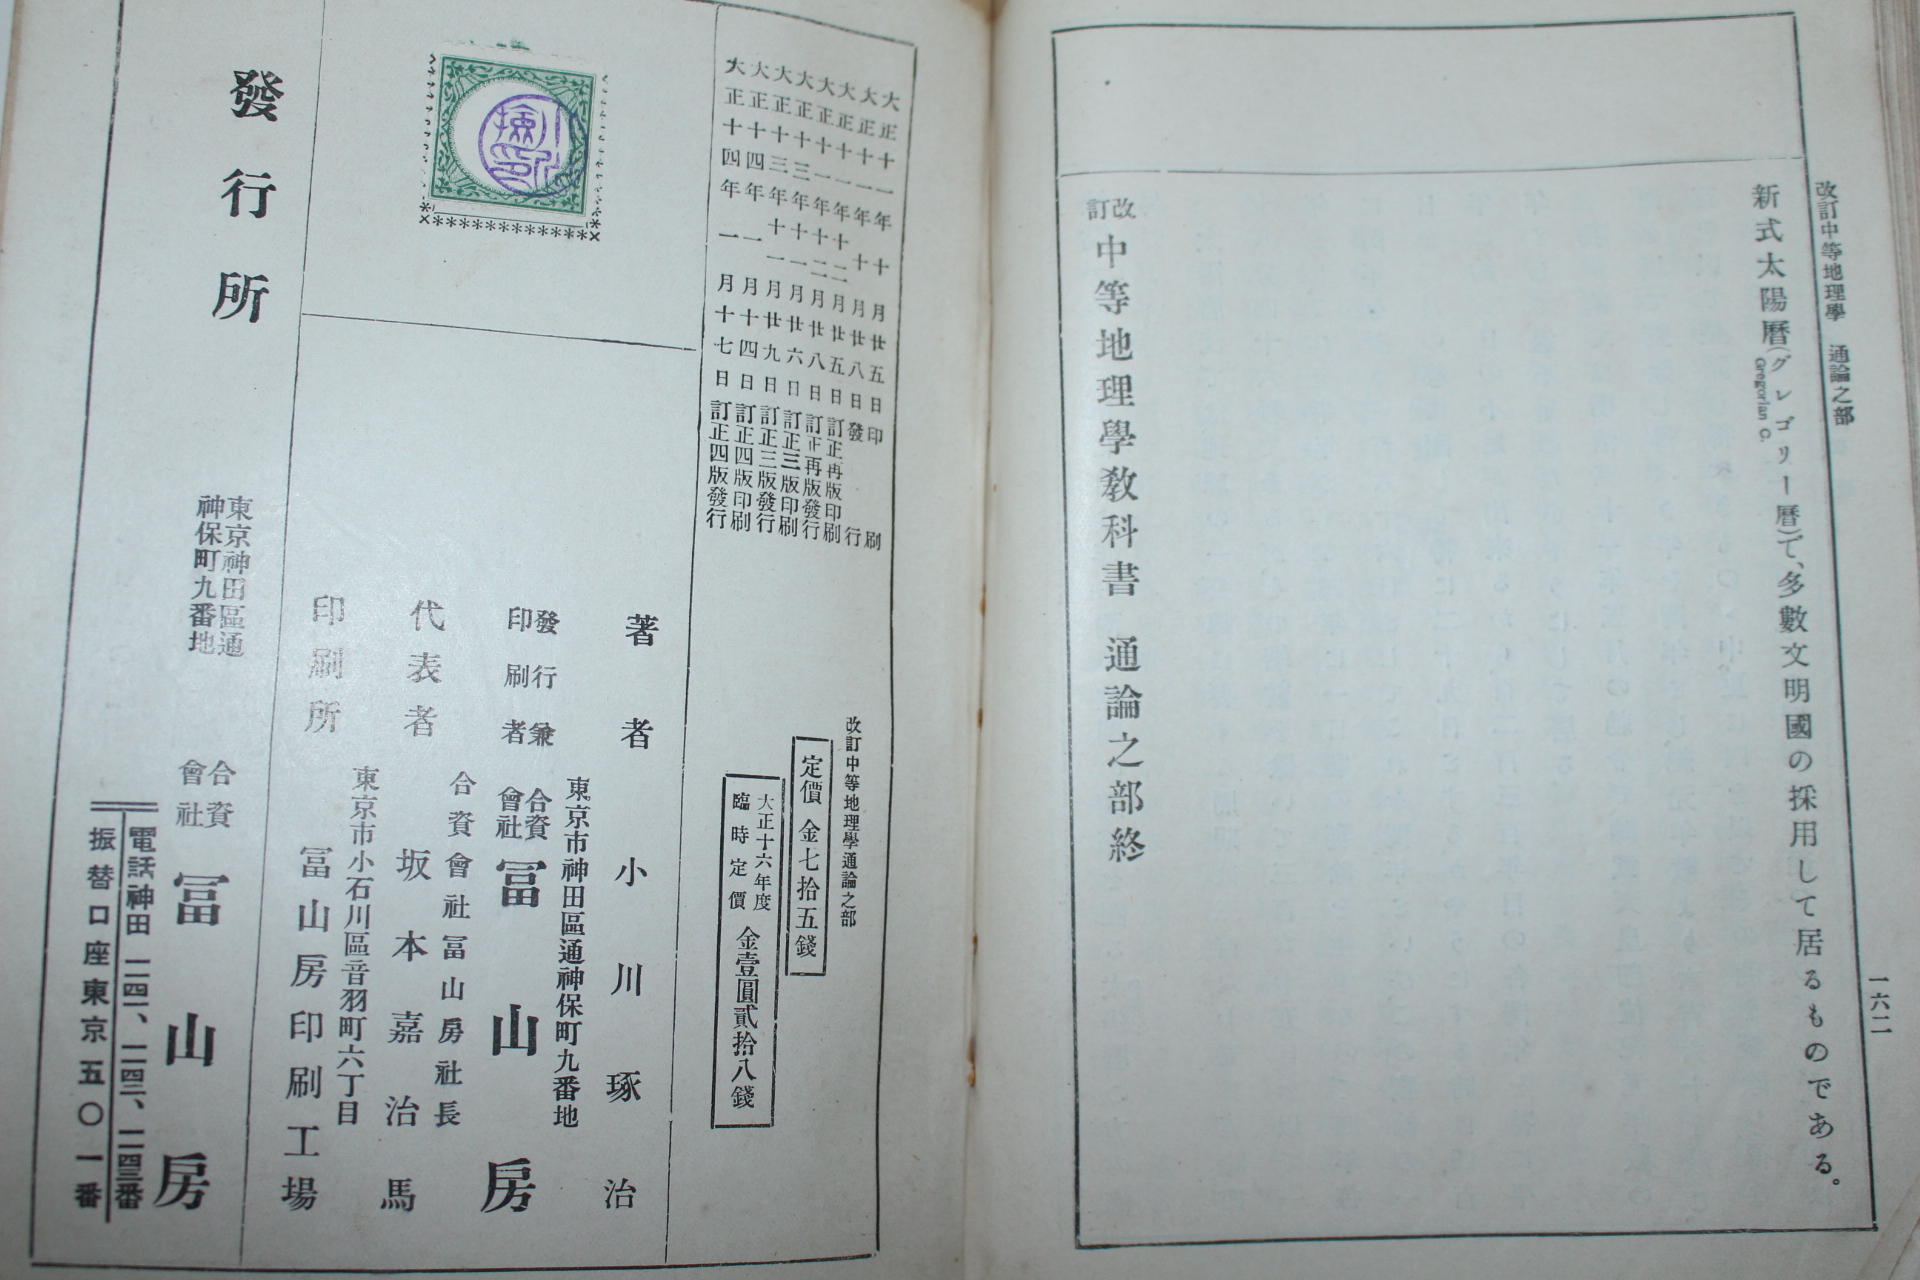 改訂中等地理學 通論之部
一六二
新式太陽曆(グレゴリー曆)で、多數文明國の採用して居るものである。
Gregorian C.
改訂 中等地理學教科書 通論之部終
大正十一年十月廿五日印刷
大正十一年十月廿八日發行
大正十一年十二月廿五日訂正再版印刷
大正十一年十二月廿八日訂正再版發行
大正十三年十一月廿六日訂正三版印刷
大正十三年十一月廿九日訂正三版發行
大正十四年一月十四日訂正四版印刷
大正十四年一月十七日訂正四版發行
改訂中等地理學通論之部
定價 金七拾五錢
大正十六年度臨時定價 金壹圓貳拾八錢
著者 小川琢治
東京市神田區通神保町九番地
發行兼印刷者 合資會社 冨山房
合資會社冨山房社長
代表者 坂本嘉治馬
東京市小石川區音羽町六丁目
印刷所 冨山房印刷工場
發行所
東京神田區通神保町九番地
合資會社 冨山房
電話神田 一二四一、一二四二、一二四三番
振替口座東京五〇一番